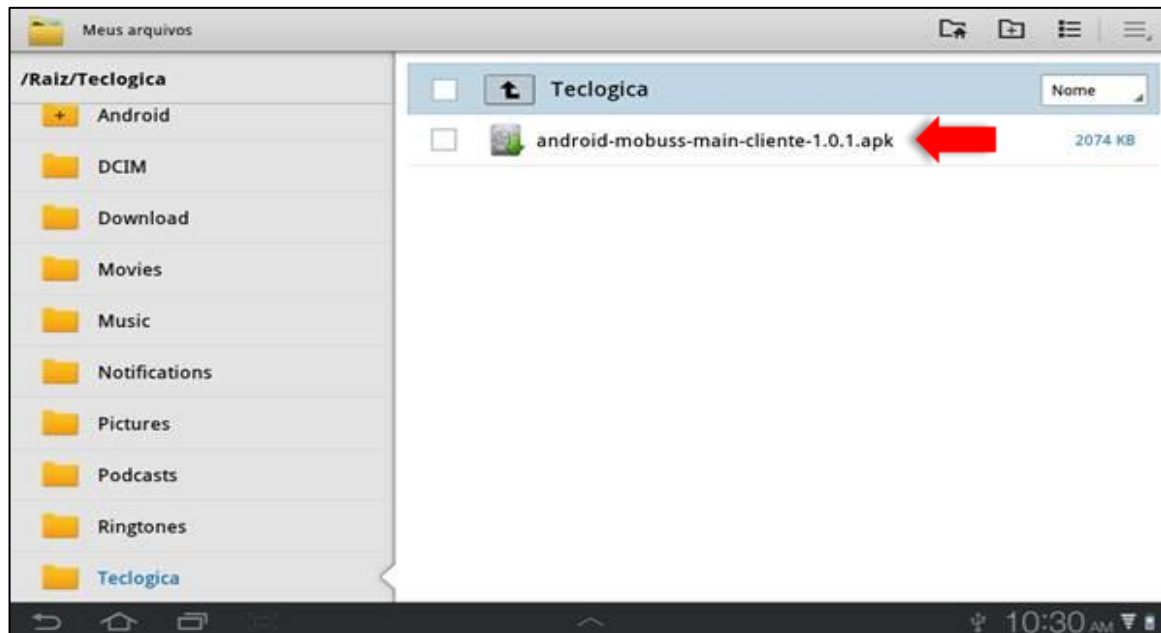 Meus arquivos
/Raiz/Teclogica
Android
DCIM
Download
Movies
Music
Notifications
Pictures
Podcasts
Ringtones
Teclogica
Teclogica
Nome
android-mobuss-main-cliente-1.0.1.apk
2074 KB
10:30 AM